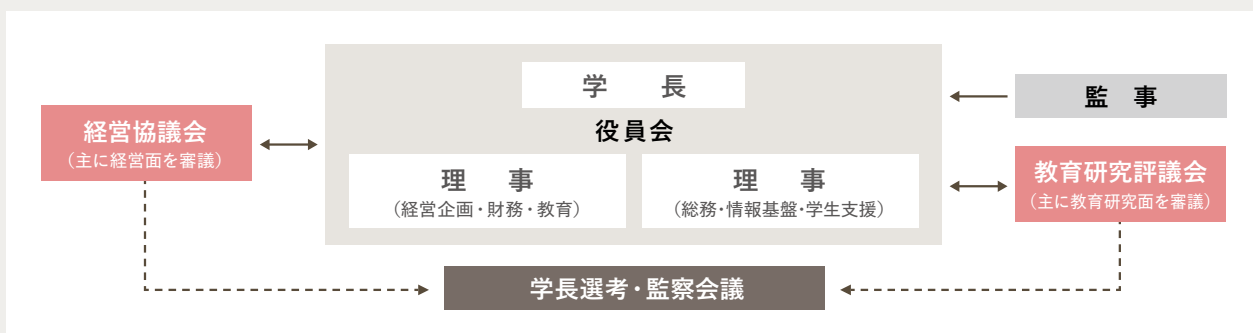 学　長
役員会
理　事
（経営企画・財務・教育）
理　事
（総務・情報基盤・学生支援）
経営協議会
（主に経営面を審議）
監　事
教育研究評議会
（主に教育研究面を審議）
学長選考・監察会議